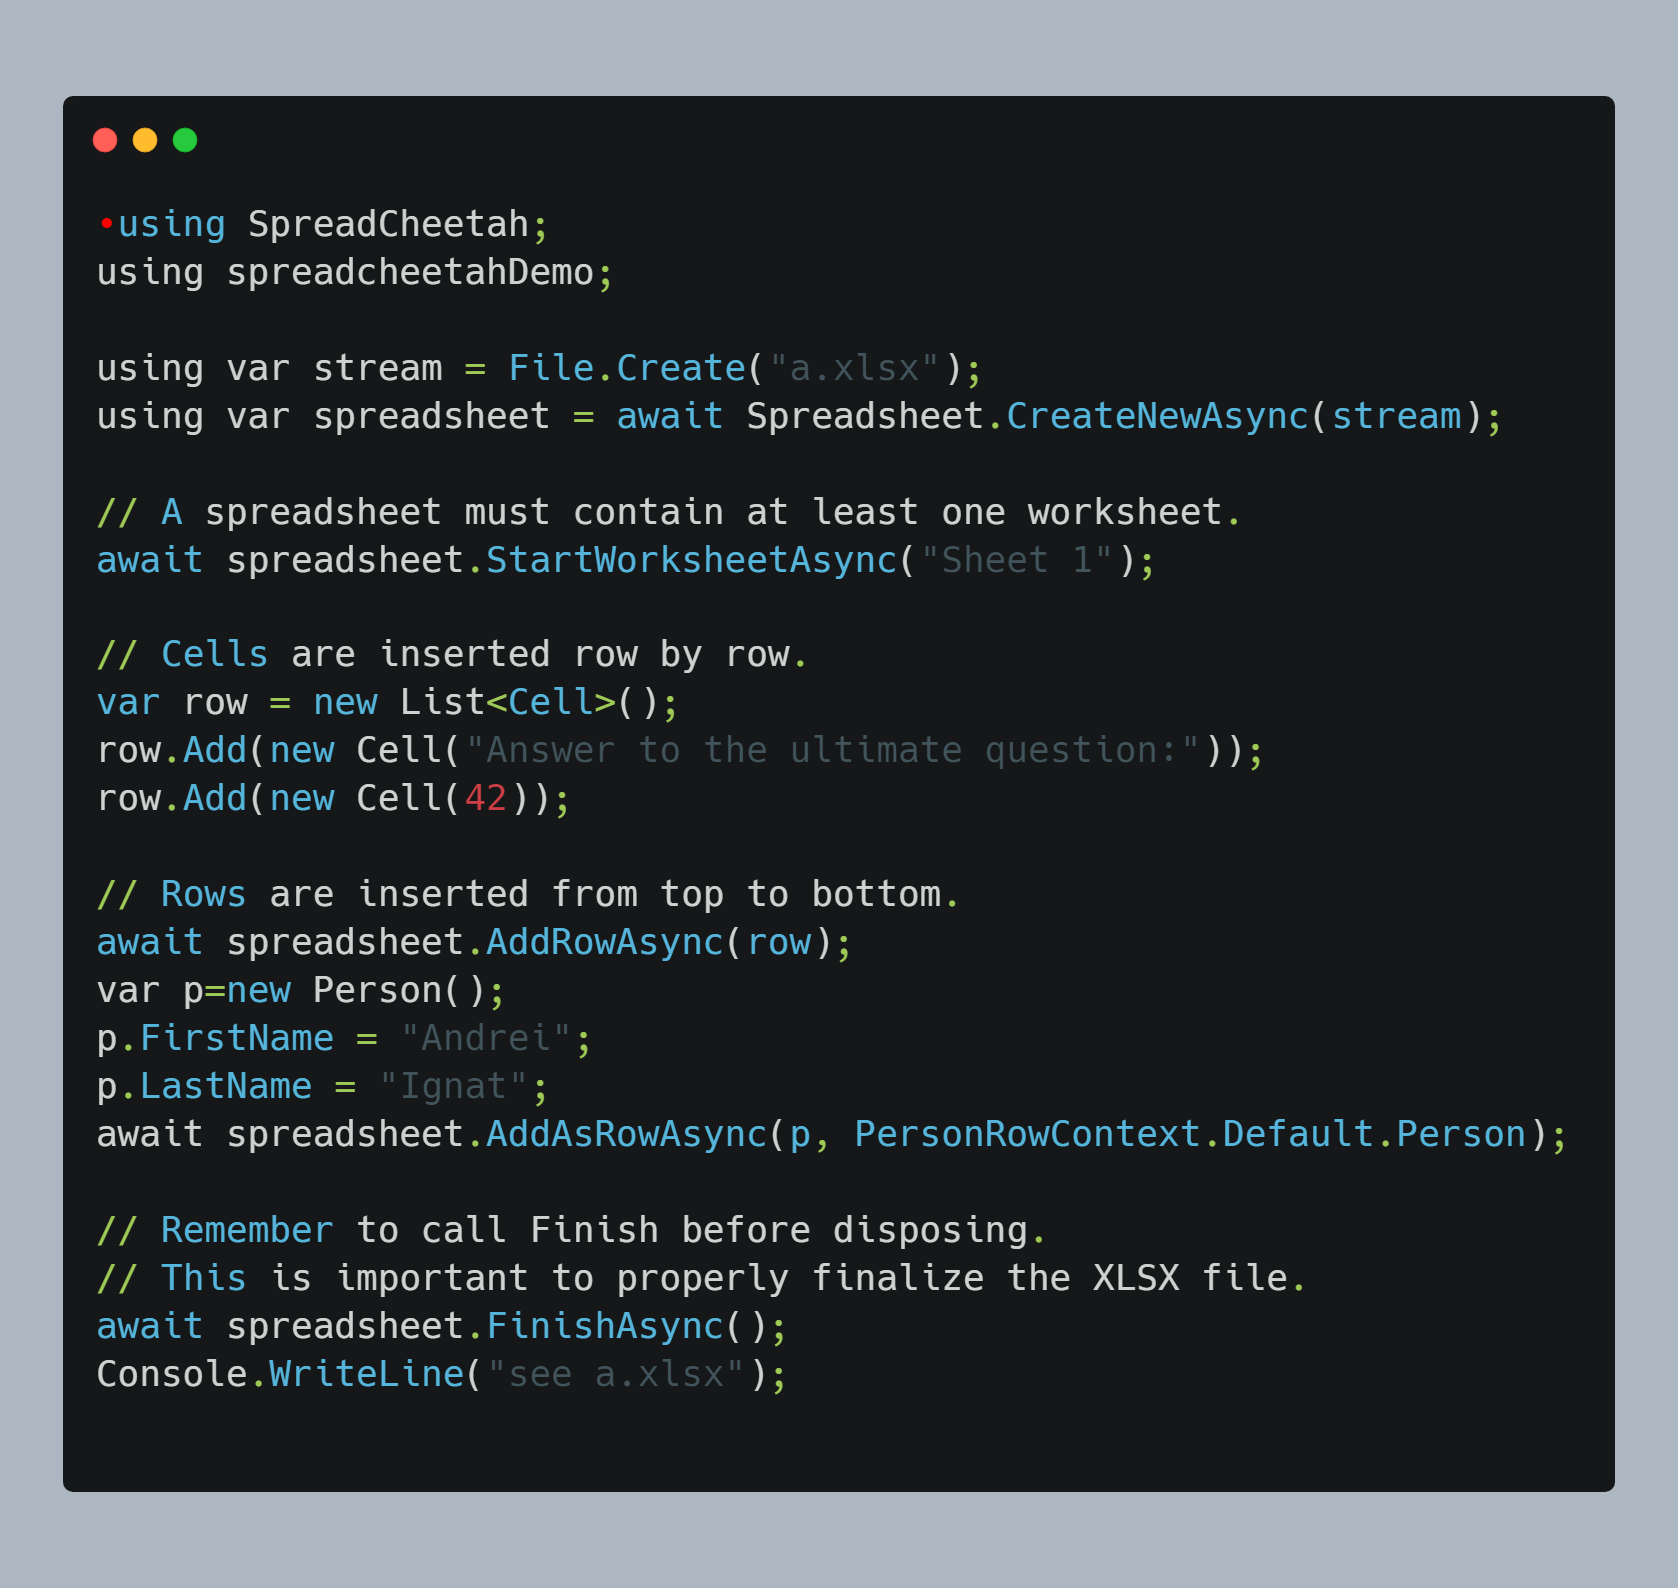 •using SpreadCheetah;
using spreadcheetahDemo;

using var stream = File.Create("a.xlsx");
using var spreadsheet = await Spreadsheet.CreateNewAsync(stream);

// A spreadsheet must contain at least one worksheet.
await spreadsheet.StartWorksheetAsync("Sheet 1");

// Cells are inserted row by row.
var row = new List<Cell>();
row.Add(new Cell("Answer to the ultimate question:"));
row.Add(new Cell(42));

// Rows are inserted from top to bottom.
await spreadsheet.AddRowAsync(row);
var p=new Person();
p.FirstName = "Andrei";
p.LastName = "Ignat";
await spreadsheet.AddAsRowAsync(p, PersonRowContext.Default.Person);

// Remember to call Finish before disposing.
// This is important to properly finalize the XLSX file.
await spreadsheet.FinishAsync();
Console.WriteLine("see a.xlsx");